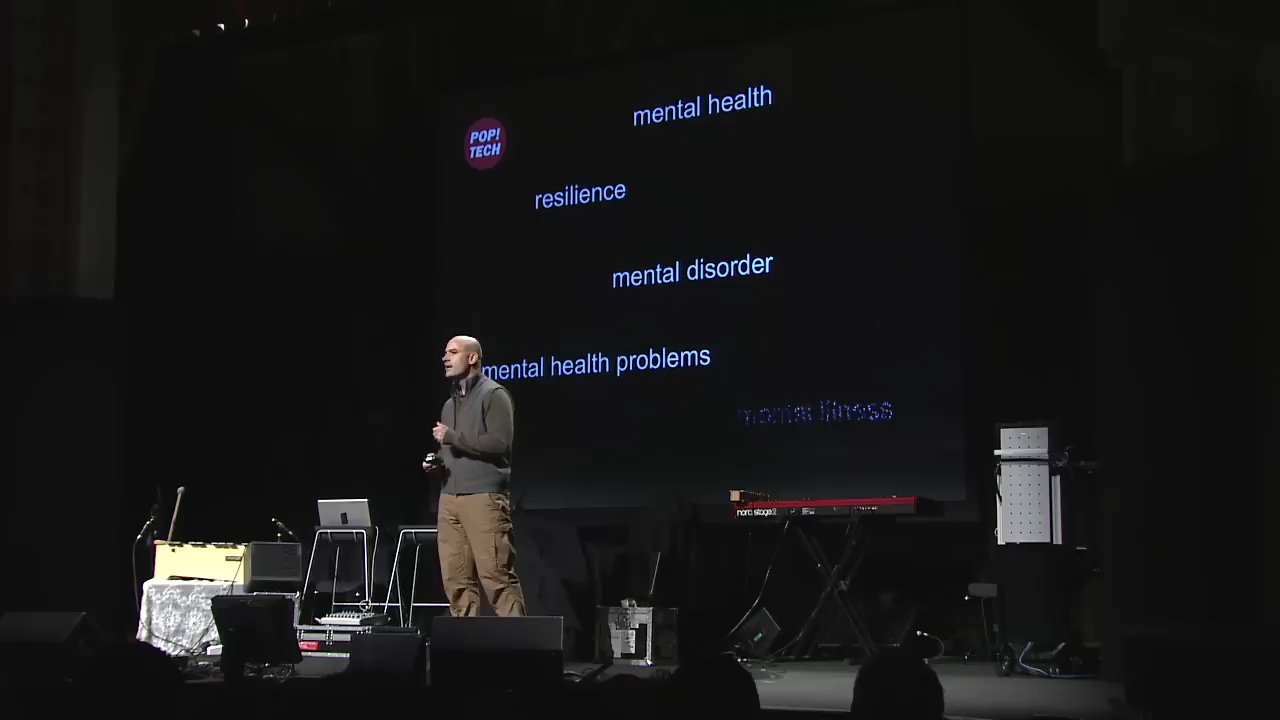 mental health
POP!
TECH
resilience
mental disorder
mental health problems
mental illness
nord stage 2